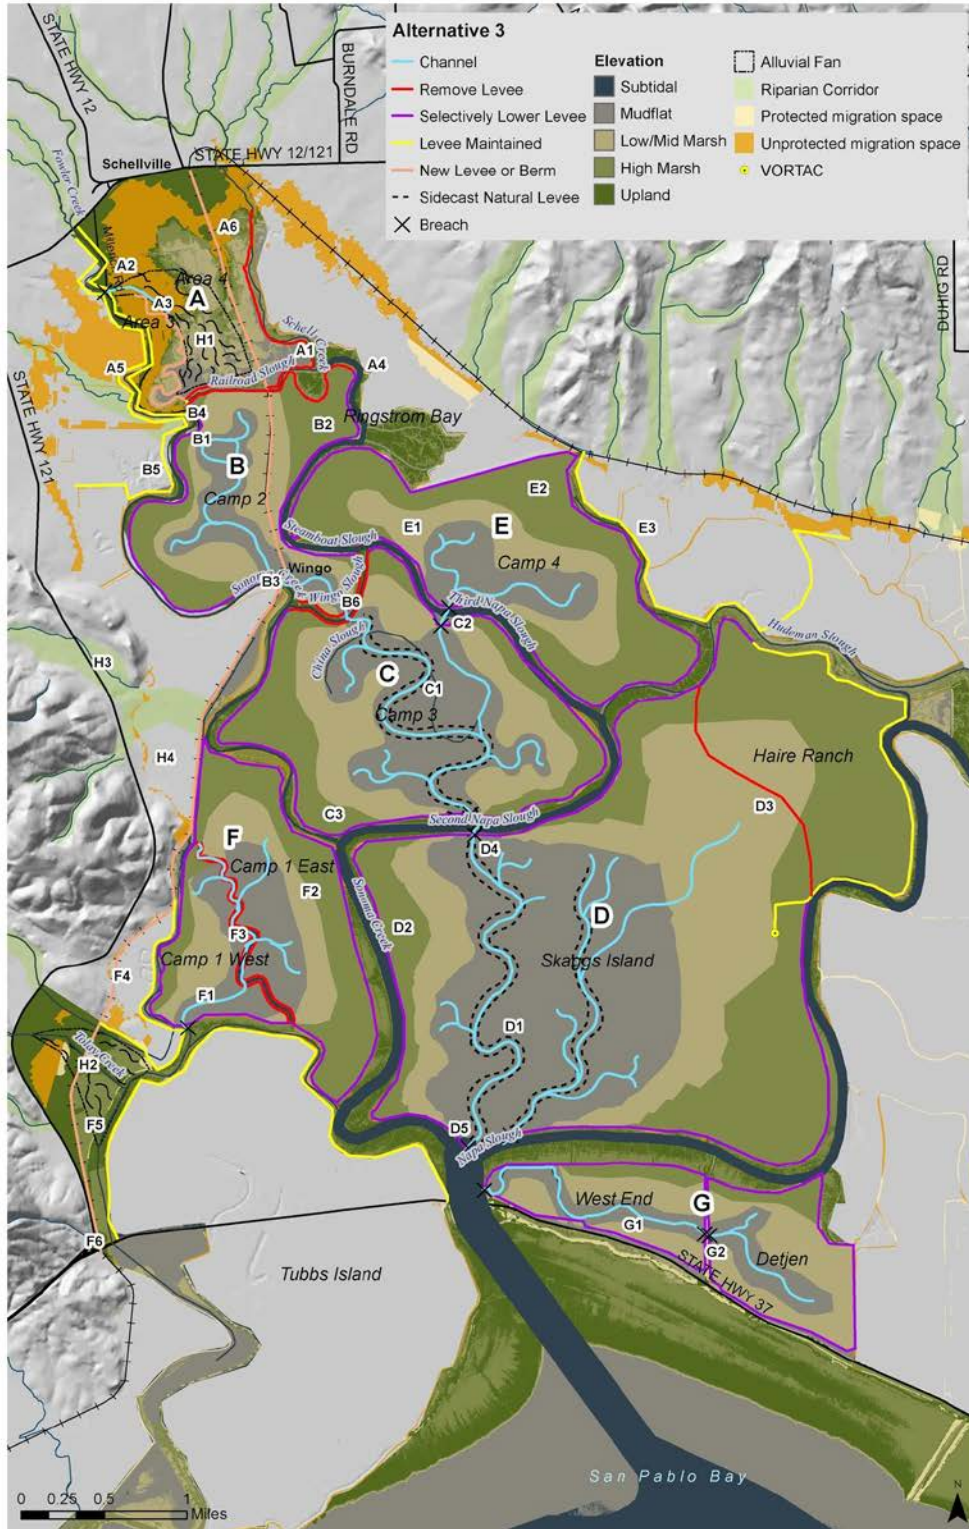 Alternative 3
Channel
Remove Levee
Selectively Lower Levee
Levee Maintained
New Levee or Berm
Sidecast Natural Levee
Breach
Elevation
Subtidal
Mudflat
Low/Mid Marsh
High Marsh
Upland
Alluvial Fan
Riparian Corridor
Protected migration space
Unprotected migration space
VORTAC
STATE HWY 12
BURNDALE RD
STATE HWY 12/121
Schellville
Fowler Creek
DUHIG RD
A6
A2
Area 4
A3
A
Area 3
H1
Schell Creek
A1
A5
Railroad Slough
A4
STATE HWY 121
B4
B2
Ringstrom Bay
B1
B5
B
Camp 2
E2
E1
E
E3
Steamboat Slough
Camp 4
Wingo
B3
Sonoma Creek
Wingo Slough
B6
Third Napa Slough
C2
Hudeman Slough
China Slough
H3
C
C1
Camp 3
H4
Haire Ranch
D3
C3
Second Napa Slough
F
D4
Camp 1 East
F2
Sonoma Creek
D2
D
F3
Camp 1 West
Skaggs Island
F4
F1
D1
Tolay Creek
H2
F5
D5
Napa Slough
West End
G
G1
F6
G2
Detjen
STATE HWY 37
Tubbs Island
San Pablo Bay
0 0.25 0.5 1
Miles
N